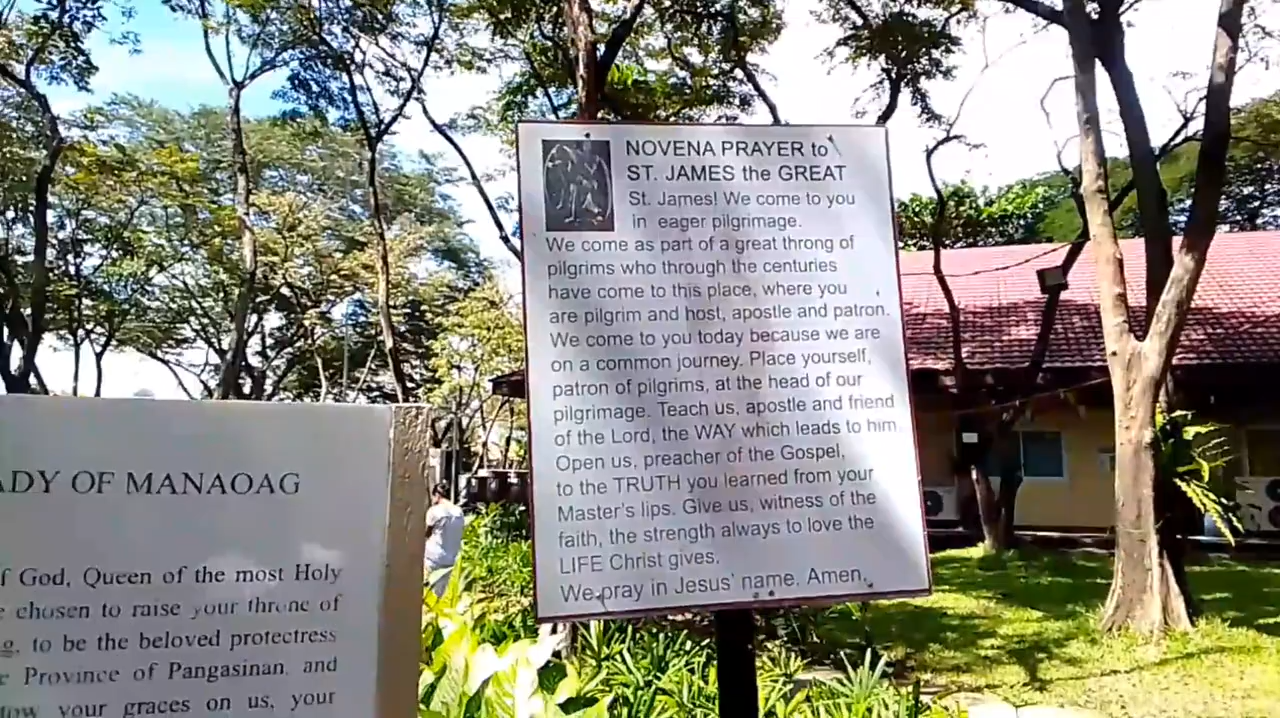 NOVENA PRAYER to
ST. JAMES the GREAT
St. James! We come to you
in eager pilgrimage.
We come as part of a great throng of
pilgrims who through the centuries
have come to this place, where you
are pilgrim and host, apostle and patron.
We come to you today because we are
on a common journey. Place yourself,
patron of pilgrims, at the head of our
pilgrimage. Teach us, apostle and friend
of the Lord, the WAY which leads to him.
Open us, preacher of the Gospel,
to the TRUTH you learned from your
Master's lips. Give us, witness of the
faith, the strength always to love the
LIFE Christ gives.
We pray in Jesus' name. Amen.
ADY OF MANAOAG
f God, Queen of the most Holy
chosen to raise your throne of
g, to be the beloved protectress
Province of Pangasinan, and
your graces on us, your